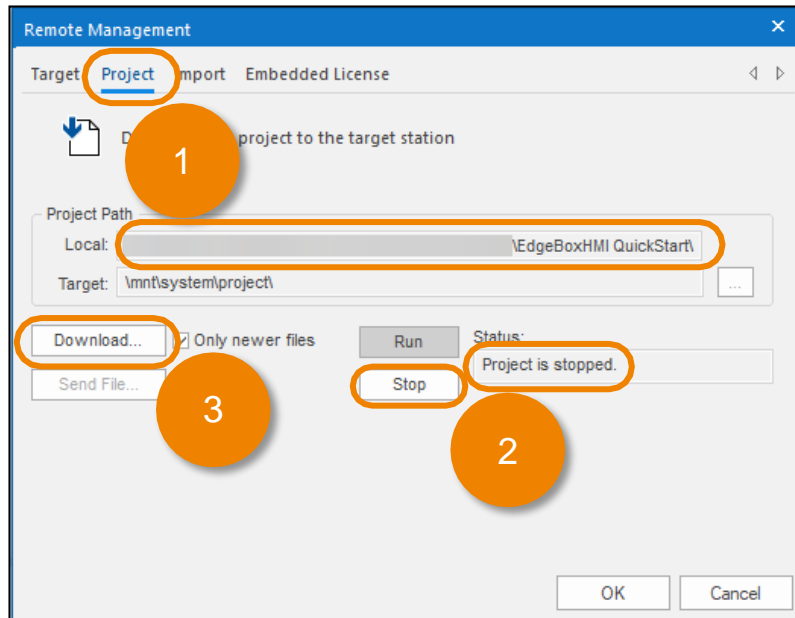 Remote Management
Target Project Import Embedded License
1
project to the target station
Project Path
Local: \EdgeBoxHMI QuickStart\
Target: \mnt\system\project\ ...
Download... Only newer files Run Status:
Project is stopped.
Send File... Stop
3
2
OK Cancel